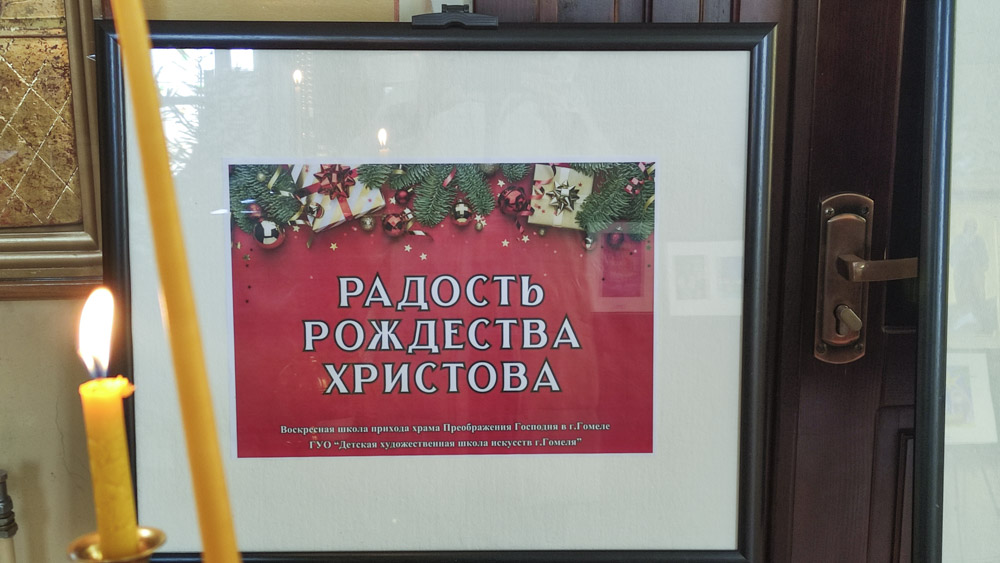 РАДОСТЬ
РОЖДЕСТВА
ХРИСТОВА
Воскресная школа прихода храма Преображения Господня в г.Гомеле
ГУО “Детская художественная школа искусств г.Гомеля”